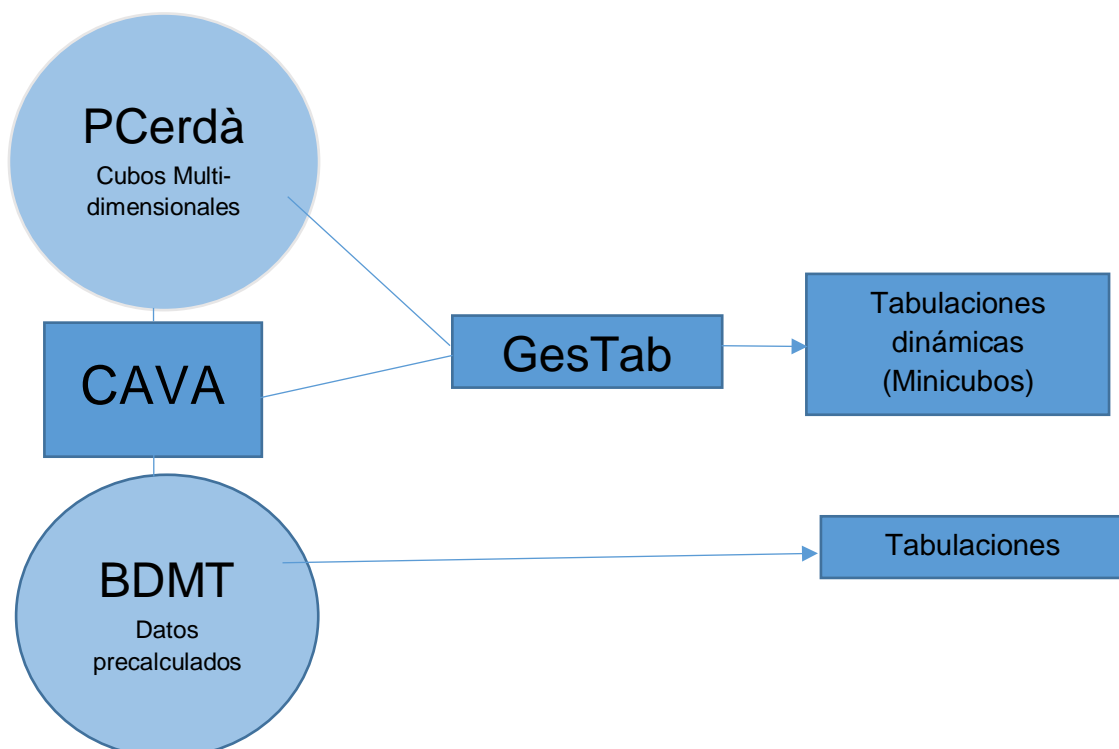 PCerdà
Cubos Multi-
dimensionales
CAVA
GesTab
Tabulaciones
dinámicas
(Minicubos)
BDMT
Datos
precalculados
Tabulaciones